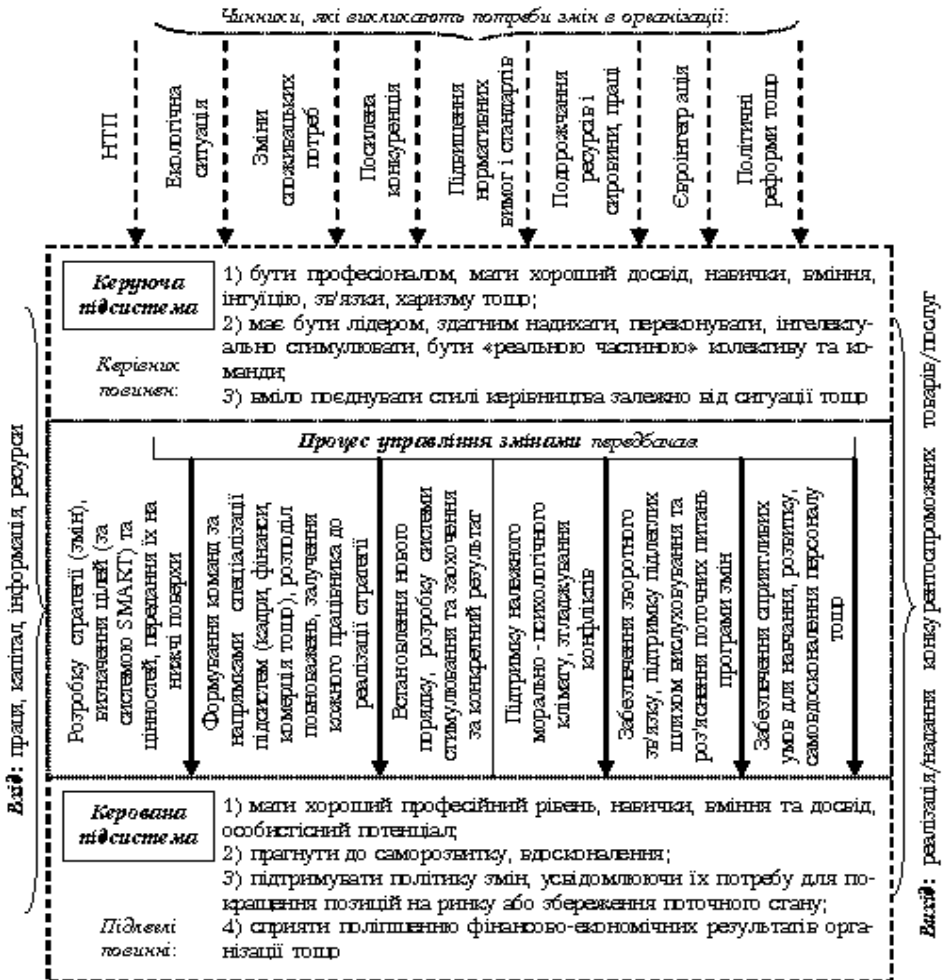 Чинники, які викликають потреби змін в організації:
НТП
Екологічна
ситуація
Зміни
споживацьких
потреб
Посилена
конкуренція
Підвищення
нормативних
вимог і стандартів
Подорожчання
ресурсів і
сировини, праці
Євроінтеграція
Політичні
реформи тощо
Керуюча
підсистема
Керівник
повинен:
1) бути професіоналом, мати хороший досвід, навички, вміння,
інтуїцію, зв'язки, харизму тощо;
2) має бути лідером, здатним надихати, переконувати, інтелекту-
ально стимулювати, бути «реальною частиною» колективу та ко-
манди;
3) вміло поєднувати стилі керівництва залежно від ситуації тощо
Процес управління змінами передбачає
Розробку стратегії (змін),
визначення цілей (за
системою SMART) та
цінностей, передання їх на
нижчі поверхи
Формування команд за
напрямками спеціалізації
підсистем (кадри, фінанси,
комерція тощо), розподіл
повноважень, залучення
кожного працівника до
реалізації стратегії
Встановлення нового
порядку, розробку системи
стимулювання та заохочення
за конкретний результат
Підтримку належного
морально-психологічного
клімату, згладжування
конфліктів
Забезпечення зворотного
зв'язку, підтримку підлеглих
шляхом вислуховування та
роз'яснення поточних питань
програми змін
Забезпечення сприятливих
умов для навчання, розвитку,
самовдосконалення персоналу
тощо
Керована
підсистема
Підлеглі
повинні:
1) мати хороший професійний рівень, навички, вміння та досвід,
особистісний потенціал;
2) прагнути до саморозвитку, вдосконалення;
3) підтримувати політику змін, усвідомлюючи їх потребу для по-
кращення позицій на ринку або збереження поточного стану;
4) сприяти поліпшенню фінансово-економічних результатів орга-
нізації тощо
Вхід: праця, капітал, інформація, ресурси
Вихід: реалізація/надання конкурентоспроможних товарів/послуг